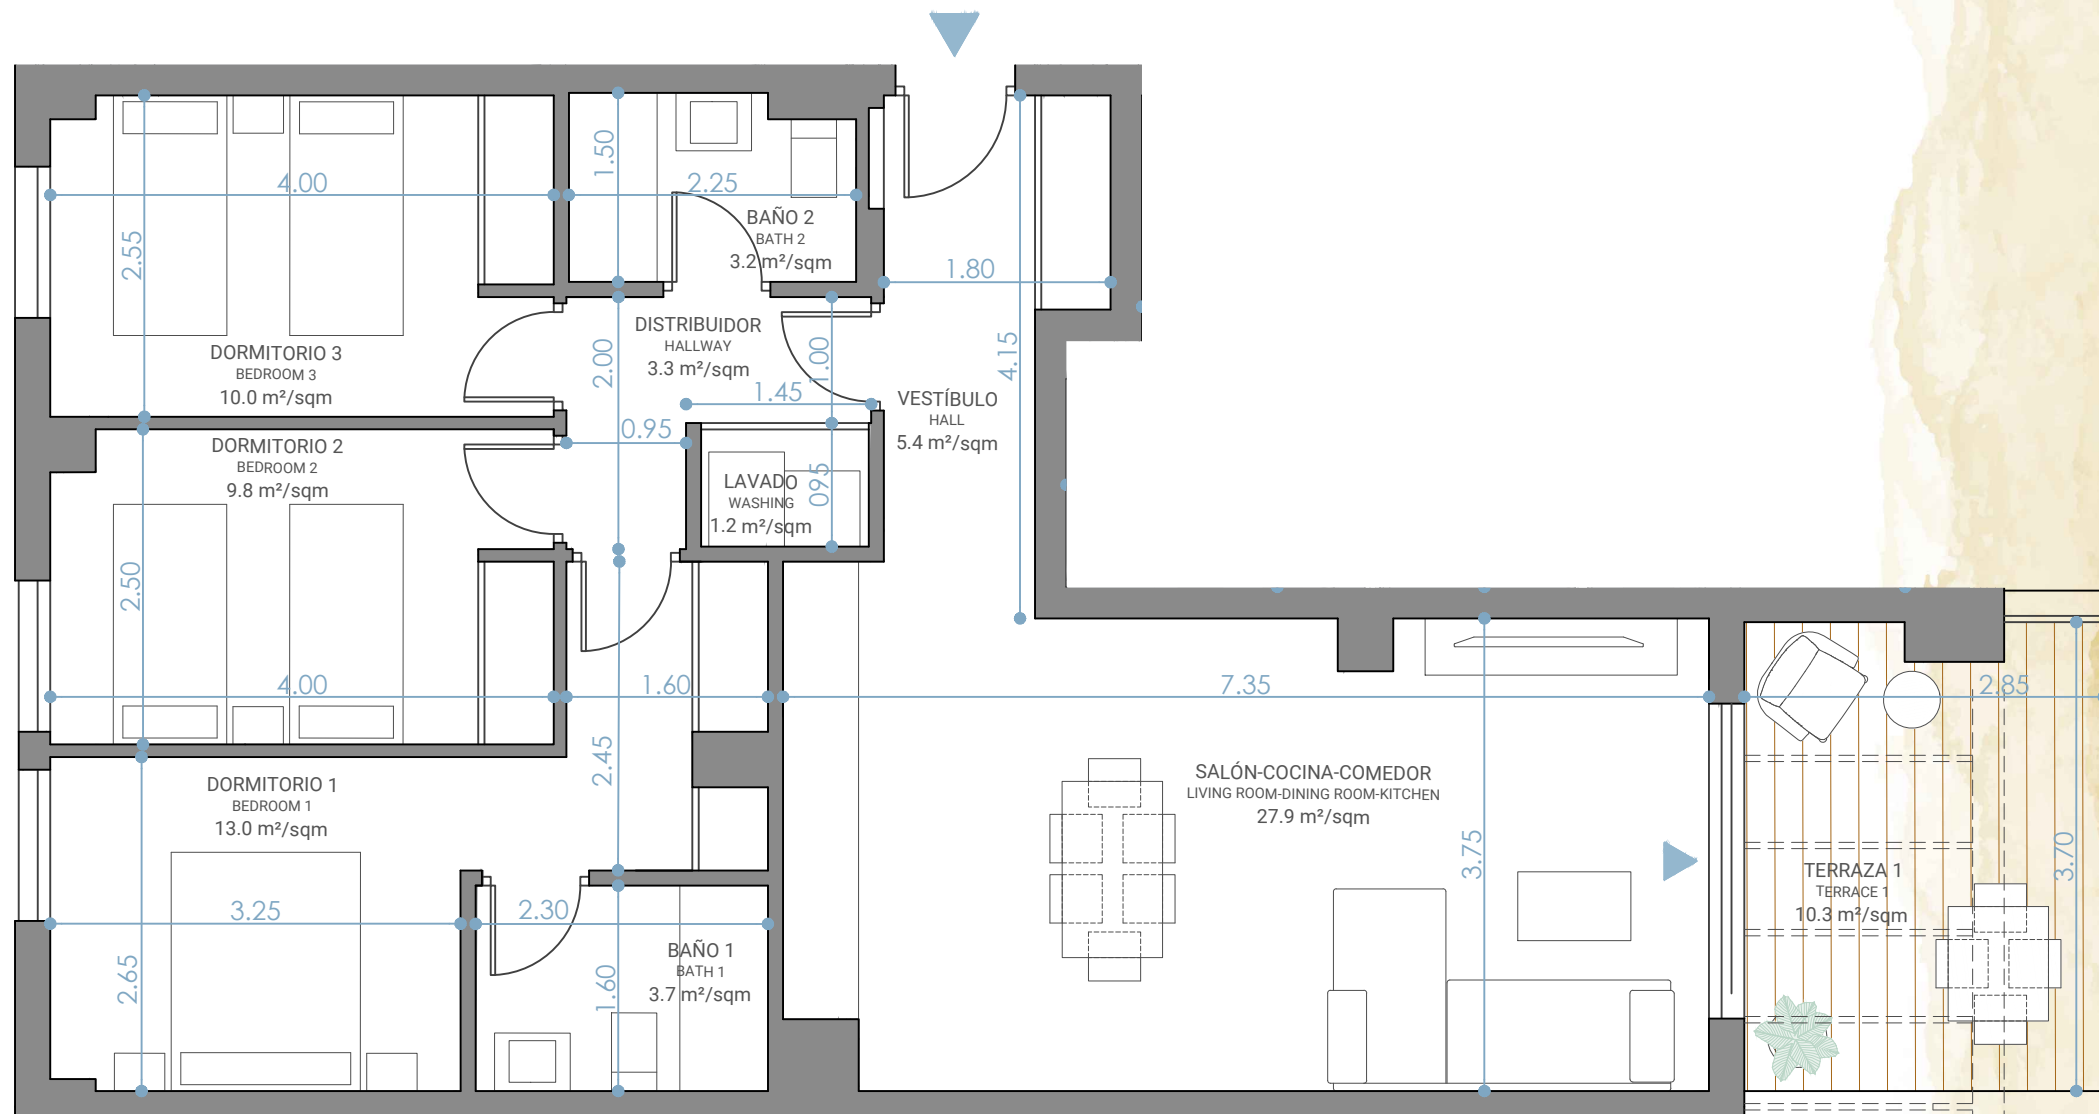 1.50
4.00
2.25
BAÑO 2
BATH 2
3.2 m²/sqm
2.55
1.80
DISTRIBUIDOR
HALLWAY
3.3 m²/sqm
2.00
1.00
4.15
DORMITORIO 3
BEDROOM 3
10.0 m²/sqm
1.45
VESTÍBULO
HALL
5.4 m²/sqm
0.95
DORMITORIO 2
BEDROOM 2
9.8 m²/sqm
LAVADO
WASHING
1.2 m²/sqm
095
2.50
4.00
1.60
7.35
2.85
2.45
DORMITORIO 1
BEDROOM 1
13.0 m²/sqm
SALÓN-COCINA-COMEDOR
LIVING ROOM-DINING ROOM-KITCHEN
27.9 m²/sqm
3.75
3.70
TERRAZA 1
TERRACE 1
10.3 m²/sqm
3.25
2.30
BAÑO 1
BATH 1
3.7 m²/sqm
2.65
1.60